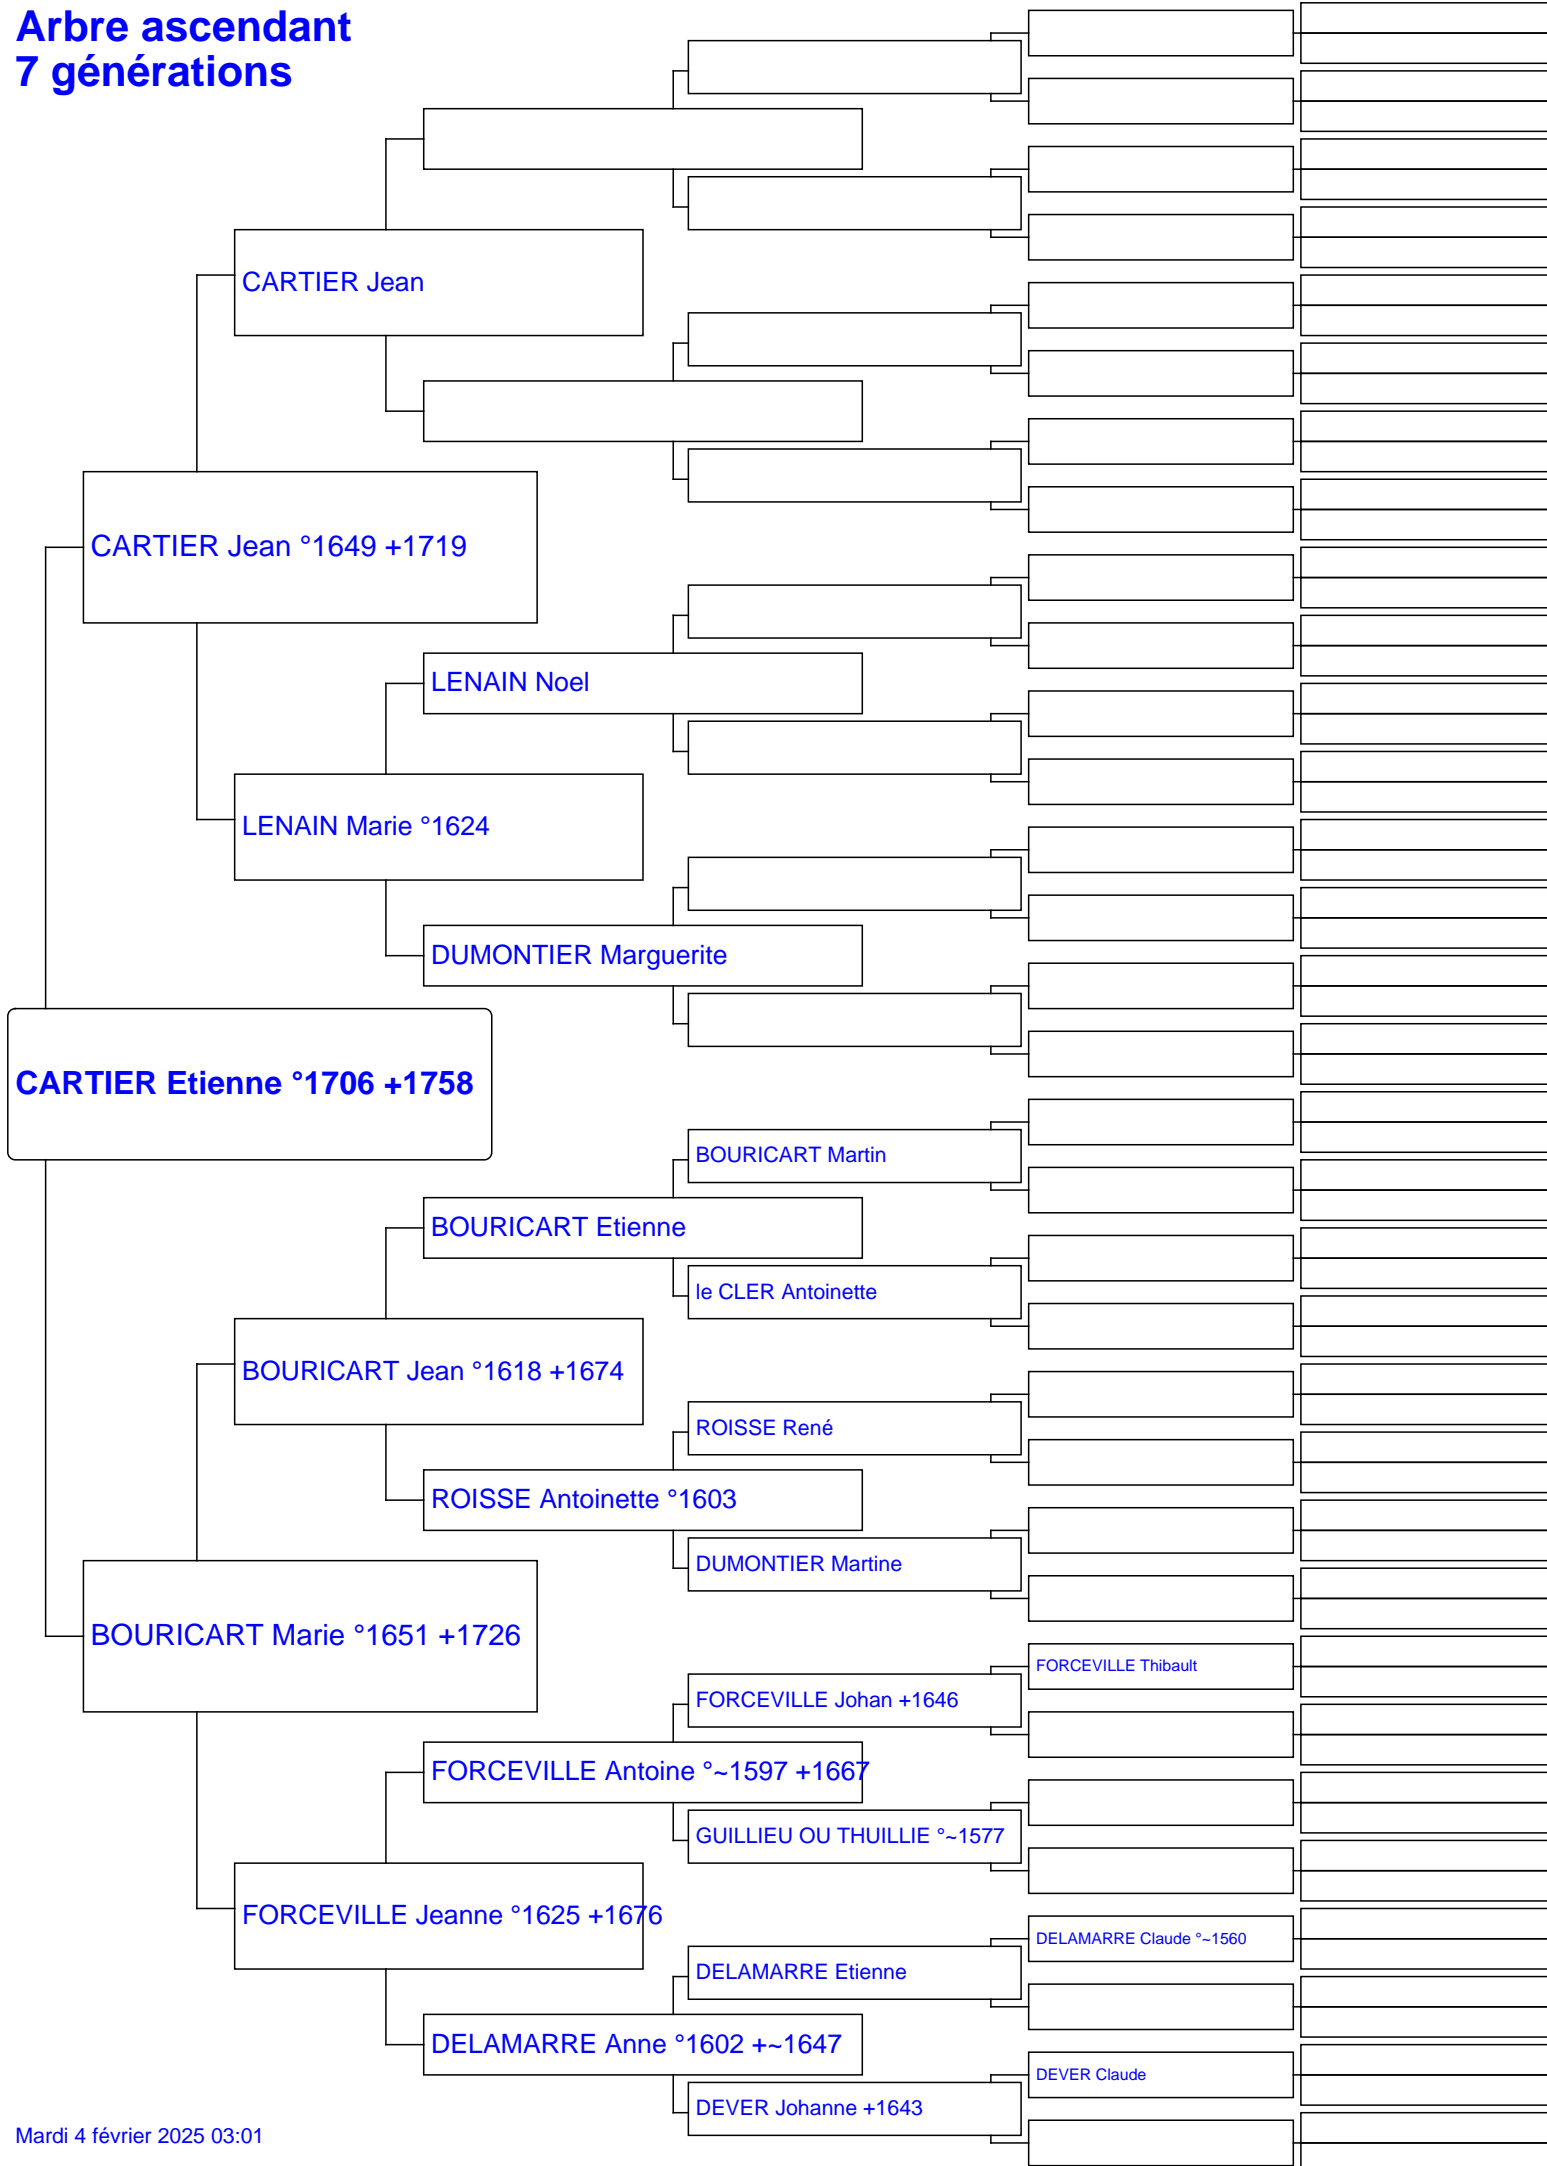 Arbre ascendant
7 générations
CARTIER Jean
CARTIER Jean °1649 +1719
LENAIN Noel
LENAIN Marie °1624
DUMONTIER Marguerite
CARTIER Etienne °1706 +1758
BOURICART Martin
BOURICART Etienne
le CLER Antoinette
BOURICART Jean °1618 +1674
ROISSE René
ROISSE Antoinette °1603
DUMONTIER Martine
BOURICART Marie °1651 +1726
FORCEVILLE Thibault
FORCEVILLE Johan +1646
FORCEVILLE Antoine °~1597 +1667
GUILLIEU OU THUILLIE °~1577
FORCEVILLE Jeanne °1625 +1676
DELAMARRE Claude °~1560
DELAMARRE Etienne
DELAMARRE Anne °1602 +~1647
DEVER Claude
DEVER Johanne +1643
Mardi 4 février 2025 03:01